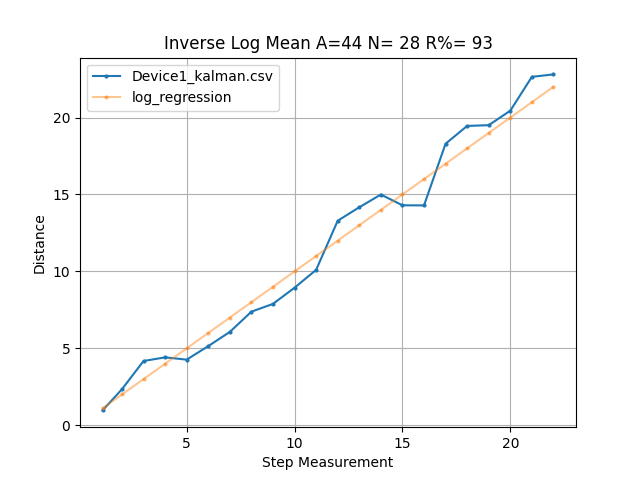 Inverse Log Mean A=44 N= 28 R%= 93
Device1_kalman.csv
log_regression
Distance
20
15
10
5
0
5 10 15 20
Step Measurement